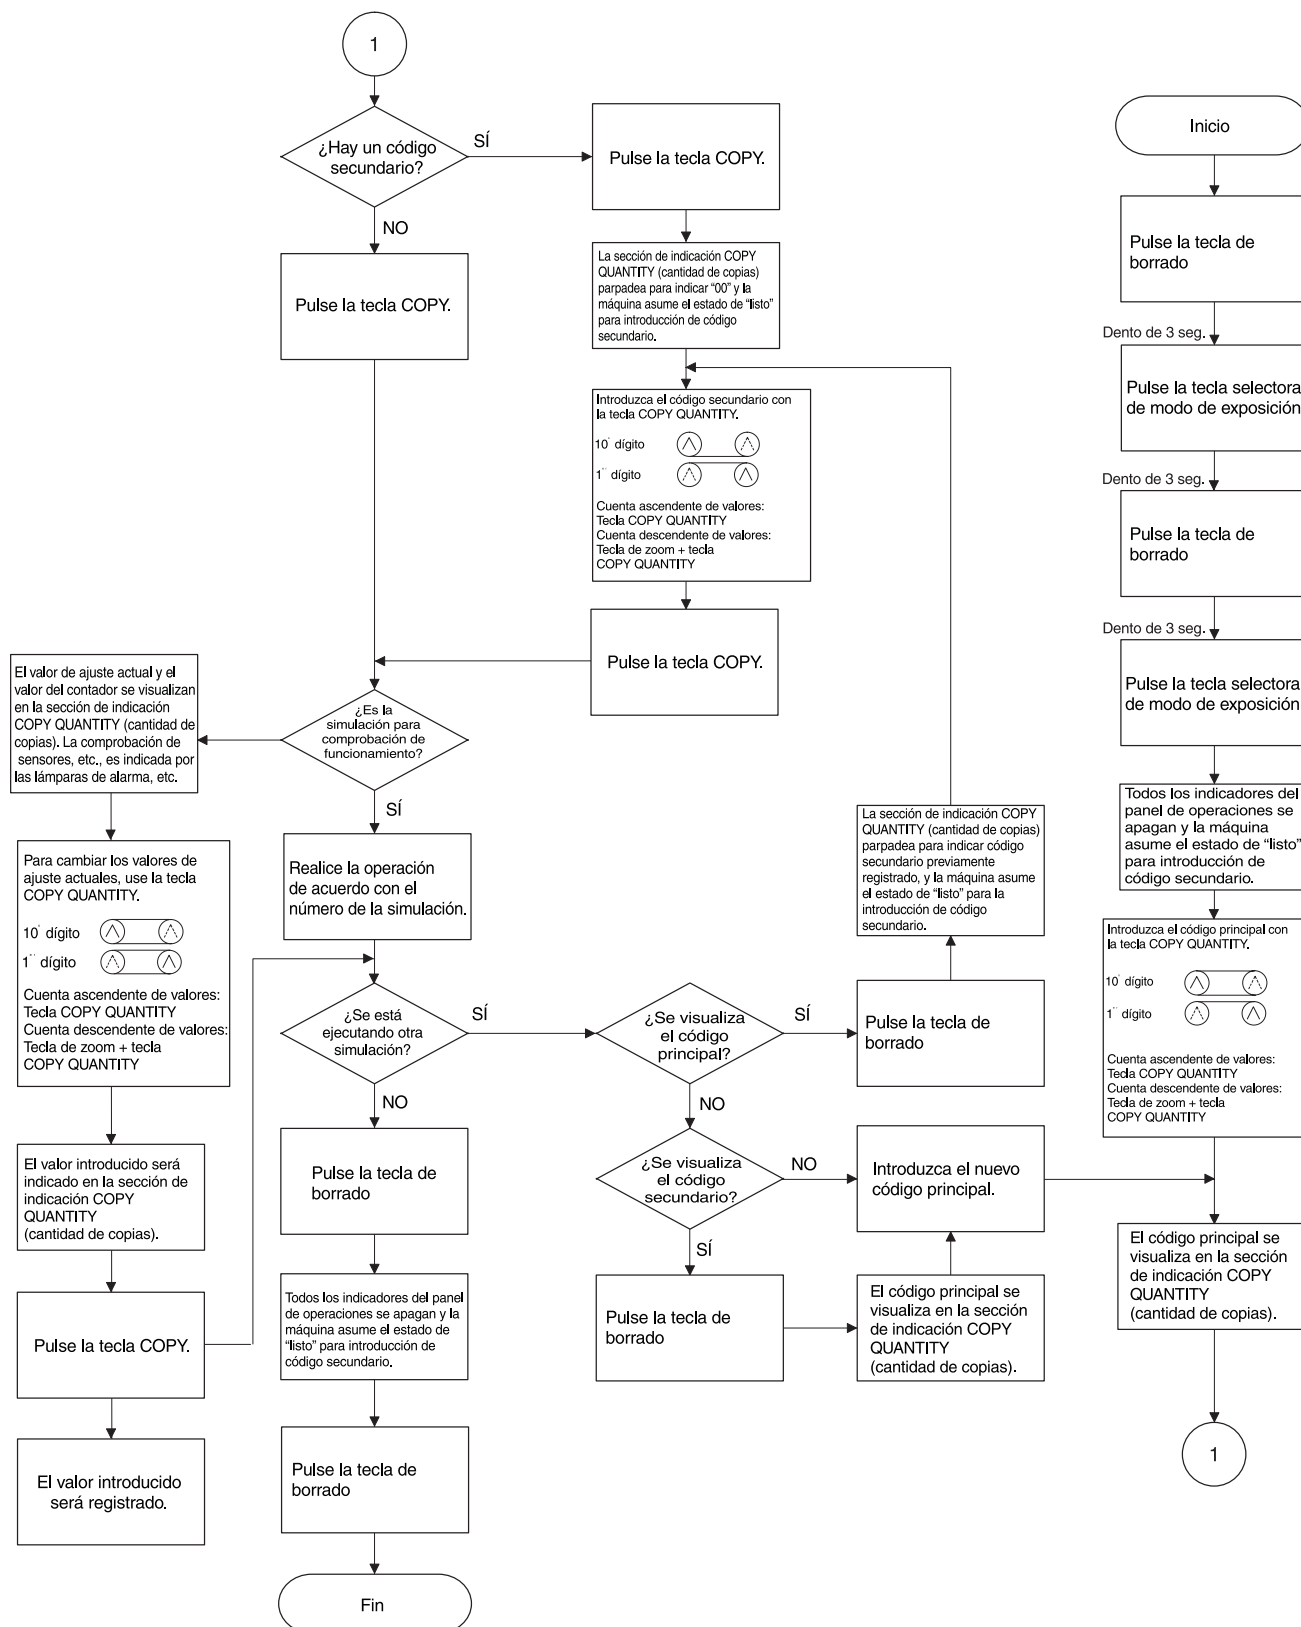 1
¿Hay un código
secundario?
SÍ
NO
Pulse la tecla COPY.
La sección de indicación COPY
QUANTITY (cantidad de copias)
parpadea para indicar “00” y la
máquina asume el estado de “listo”
para introducción de código
secundario.
Pulse la tecla COPY.
Introduzca el código secundario con
la tecla COPY QUANTITY.
10' dígito
1'' dígito
Cuenta ascendente de valores:
Tecla COPY QUANTITY
Cuenta descendente de valores:
Tecla de zoom + tecla
COPY QUANTITY
Pulse la tecla COPY.
¿Es la
simulación para
comprobación de
funcionamiento?
SÍ
El valor de ajuste actual y el
valor del contador se visualizan
en la sección de indicación
COPY QUANTITY (cantidad de
copias). La comprobación de
sensores, etc., es indicada por
las lámparas de alarma, etc.
Para cambiar los valores de
ajuste actuales, use la tecla
COPY QUANTITY.
10' dígito
1'' dígito
Cuenta ascendente de valores:
Tecla COPY QUANTITY
Cuenta descendente de valores:
Tecla de zoom + tecla
COPY QUANTITY
El valor introducido será
indicado en la sección de
indicación COPY
QUANTITY
(cantidad de copias).
Pulse la tecla COPY.
El valor introducido
será registrado.
Realice la operación
de acuerdo con el
número de la simulación.
¿Se está
ejecutando otra
simulación?
SÍ
NO
Pulse la tecla de
borrado
Todos los indicadores del panel
de operaciones se apagan y la
máquina asume el estado de
“listo” para introducción de
código secundario.
Pulse la tecla de
borrado
Fin
¿Se visualiza
el código
principal?
SÍ
NO
Pulse la tecla de
borrado
La sección de indicación COPY
QUANTITY (cantidad de copias)
parpadea para indicar código
secundario previamente
registrado, y la máquina asume
el estado de “listo” para la
introducción de código
secundario.
¿Se visualiza
el código
secundario?
NO
SÍ
Introduzca el nuevo
código principal.
Pulse la tecla de
borrado
El código principal se
visualiza en la sección
de indicación COPY
QUANTITY
(cantidad de copias).
Inicio
Pulse la tecla de
borrado
Dento de 3 seg.
Pulse la tecla selectora
de modo de exposición
Dento de 3 seg.
Pulse la tecla de
borrado
Dento de 3 seg.
Pulse la tecla selectora
de modo de exposición
Todos los indicadores del
panel de operaciones se
apagan y la máquina
asume el estado de “listo”
para introducción de
código secundario.
Introduzca el código principal con
la tecla COPY QUANTITY.
10' dígito
1'' dígito
Cuenta ascendente de valores:
Tecla COPY QUANTITY
Cuenta descendente de valores:
Tecla de zoom + tecla
COPY QUANTITY
El código principal se
visualiza en la sección
de indicación COPY
QUANTITY
(cantidad de copias).
1